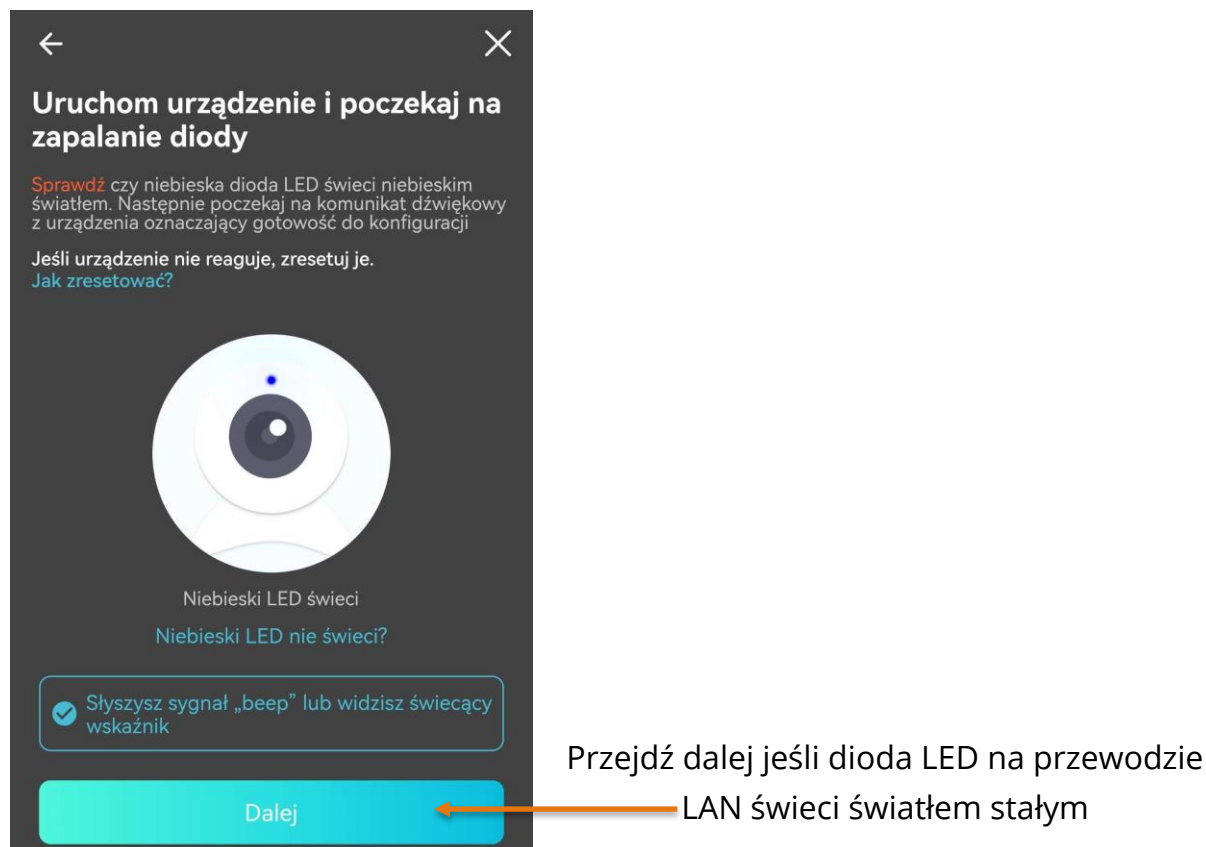 Uruchom urządzenie i poczekaj na
zapalanie diody
Sprawdź czy niebieska dioda LED świeci niebieskim
światłem. Następnie poczekaj na komunikat dźwiękowy
z urządzenia oznaczający gotowość do konfiguracji
Jeśli urządzenie nie reaguje, zresetuj je.
Jak zresetować?
Niebieski LED świeci
Niebieski LED nie świeci?
Słyszysz sygnał „beep” lub widzisz świecący
wskaźnik
Dalej
Przejdź dalej jeśli dioda LED na przewodzie
LAN świeci światłem stałym